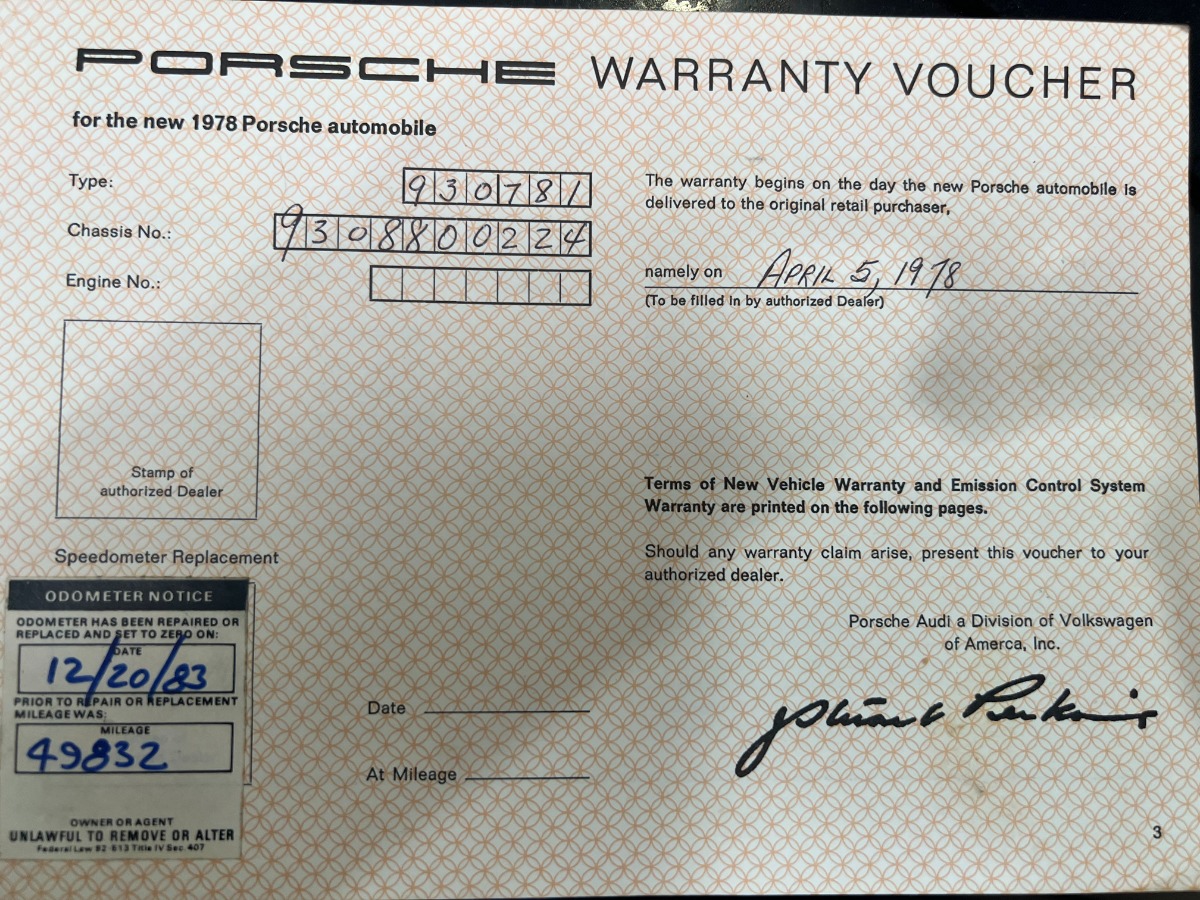 PORSCHE WARRANTY VOUCHER
for the new 1978 Porsche automobile
Type: 930781
Chassis No.: 9308800224
Engine No.:
Stamp of
authorized Dealer
Speedometer Replacement
ODOMETER NOTICE
ODOMETER HAS BEEN REPAIRED OR
REPLACED AND SET TO ZERO ON:
DATE
12/20/83
PRIOR TO REPAIR OR REPLACEMENT
MILEAGE WAS:
MILEAGE
49832
OWNER OR AGENT
UNLAWFUL TO REMOVE OR ALTER
Federal Law 92-513 Title IV Sec. 407
Date
At Mileage
The warranty begins on the day the new Porsche automobile is
delivered to the original retail purchaser,
namely on APRIL 5, 1978
(To be filled in by authorized Dealer)
Terms of New Vehicle Warranty and Emission Control System
Warranty are printed on the following pages.
Should any warranty claim arise, present this voucher to your
authorized dealer.
Porsche Audi a Division of Volkswagen
of Amerca, Inc.
3